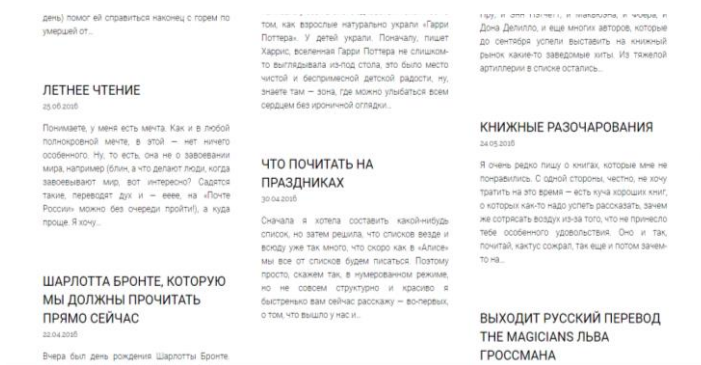 день) помог ей справиться наконец с горем по
умершей от...
ЛЕТНЕЕ ЧТЕНИЕ
25.06.2016
Понимаете, у меня есть мечта. Как и в любой
полнокровной мечте, в этой — нет ничего
особенного. Ну, то есть, она не о завоевании
мира, например (блин, а что делают люди, когда
завоевывают мир, вот интересно? Садятся
такие, переводят дух и — ееее, на «Почте
России» можно без очереди пройти!), а куда
проще. Я хочу...
ШАРЛОТТА БРОНТЕ, КОТОРУЮ
МЫ ДОЛЖНЫ ПРОЧИТАТЬ
ПРЯМО СЕЙЧАС
22.04.2016
Вчера был день рождения Шарлотты Бронте.
том, как взрослые натурально украли «Гарри
Поттера». У детей украли. Поначалу, пишет
Харрис, вселенная Гарри Поттера не слишком-
то выглядывала из-под стола, это было место
чистой и беспримесной детской радости, ну,
знаете там — зона, где можно улыбаться всем
сердцем без ироничной оглядки...
ЧТО ПОЧИТАТЬ НА
ПРАЗДНИКАХ
30.04.2016
Сначала я хотела составить какой-нибудь
список, но затем решила, что списков везде и
всюду уже так много, что скоро как в «Алисе»
мы все от списков будем писаться. Поэтому
просто, скажем так, в нумерованном режиме,
но не совсем структурно и красиво я
быстренько вам сейчас расскажу — во-первых,
о том, что вышло у нас и...
Пру, и Энн Пэтчетт, и Макьюэна, и Фоера, и
Дона Делилло, и еще многих авторов, которые
до сентября успели выставить на книжный
рынок какие-то заведомые хиты. Из тяжелой
артиллерии в списке остались...
КНИЖНЫЕ РАЗОЧАРОВАНИЯ
24.05.2016
Я очень редко пишу о книгах, которые мне не
понравились. С одной стороны, честно, не хочу
тратить на это время — есть куча хороших книг,
о которых как-то надо успеть рассказать, зачем
же сотрясать воздух из-за того, что не принесло
тебе особенного удовольствия. Оно и так,
почитай, кактус сожрал, так еще и потом зачем-
то на...
ВЫХОДИТ РУССКИЙ ПЕРЕВОД
THE MAGICIANS ЛЬВА
ГРОССМАНА